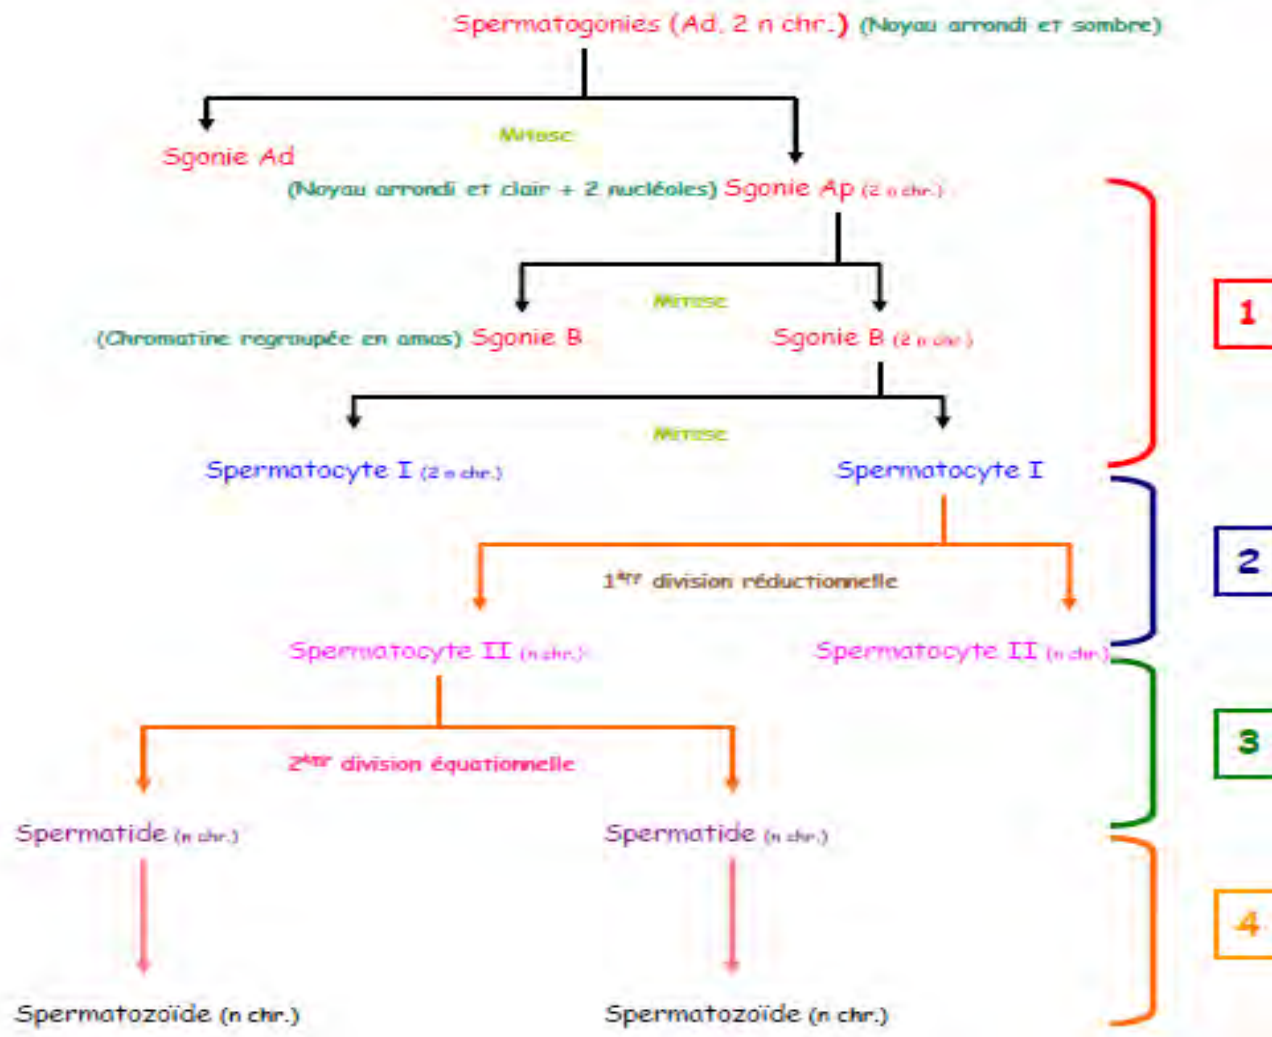 Spermatogonies (Ad, 2 n chr.) (Noyau arrondi et sombre)
Mitose
Sgonie Ad
(Noyau arrondi et clair + 2 nucléoles) Sgonie Ap (2 n chr.)
1
Mitose
(Chromatine regroupée en amas) Sgonie B
Sgonie B (2 n chr.)
Mitose
Spermatocyte I (2 n chr.)
Spermatocyte I
2
1ère division réductionnelle
Spermatocyte II (n chr.)
Spermatocyte II (n chr.)
3
2ème division équationnelle
Spermatide (n chr.)
Spermatide (n chr.)
4
Spermatozoïde (n chr.)
Spermatozoïde (n chr.)